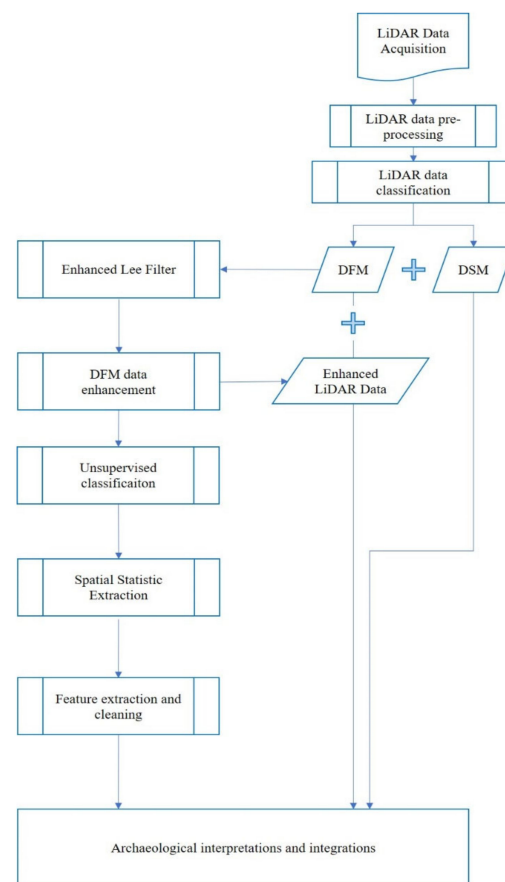 LiDAR Data
Acquisition
LiDAR data pre-
processing
LiDAR data
classification
Enhanced Lee Filter
DFM
DSM
DFM data
enhancement
Enhanced
LiDAR Data
Unsupervised
classificaiton
Spatial Statistic
Extraction
Feature extraction and
cleaning
Archaeological interpretations and integrations